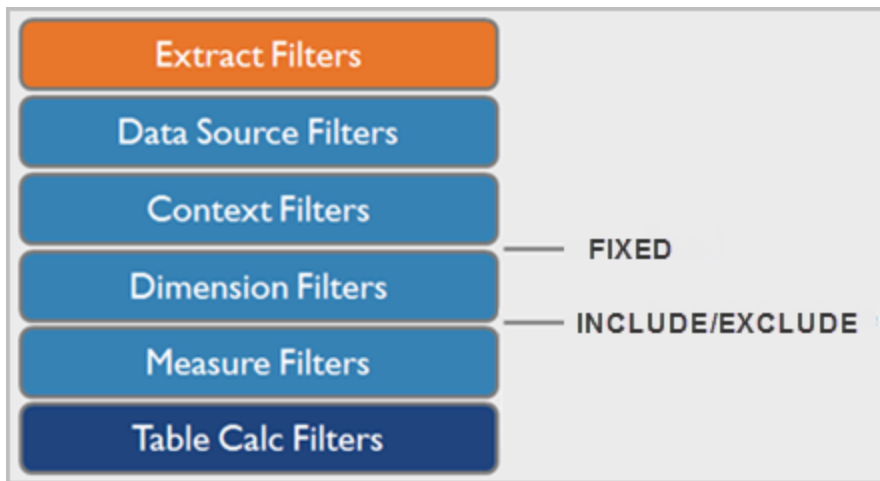 Extract Filters
Data Source Filters
Context Filters
FIXED
Dimension Filters
INCLUDE/EXCLUDE
Measure Filters
Table Calc Filters